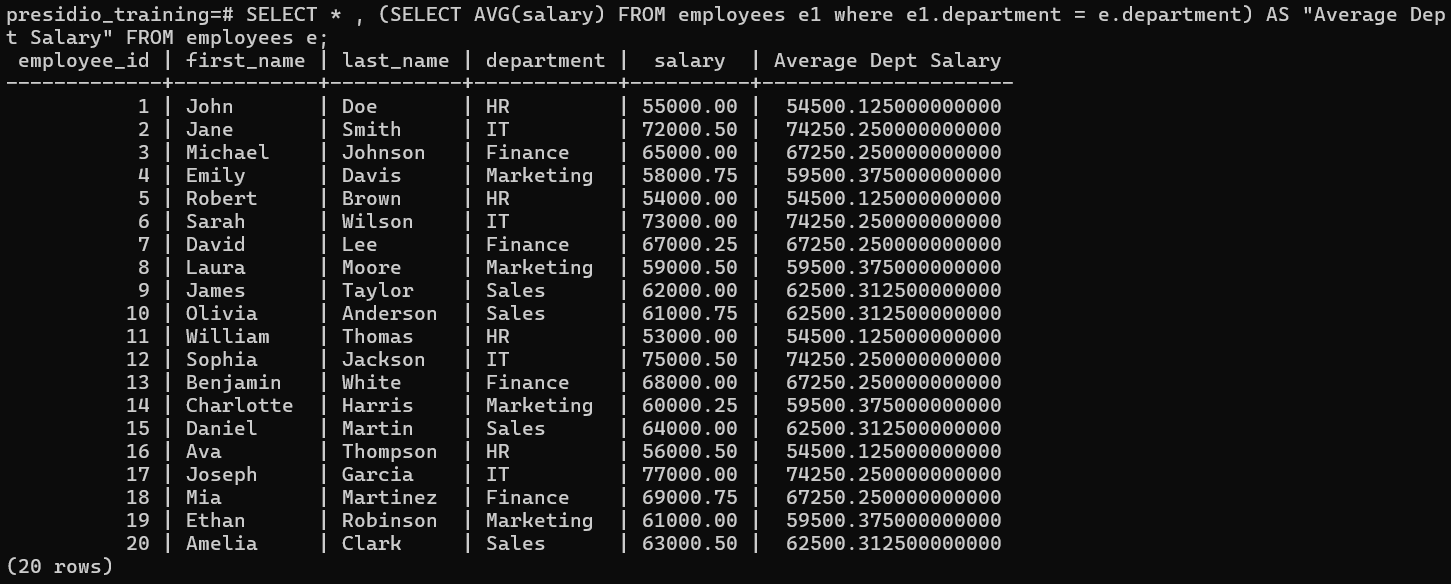 presidio_training=# SELECT * , (SELECT AVG(salary) FROM employees e1 where e1.department = e.department) AS "Average Dep
t Salary" FROM employees e;
 employee_id | first_name | last_name | department |  salary  | Average Dept Salary
-------------+------------+-----------+------------+----------+---------------------
           1 | John       | Doe       | HR         | 55000.00 |  54500.125000000000
           2 | Jane       | Smith     | IT         | 72000.50 |  74250.250000000000
           3 | Michael    | Johnson   | Finance    | 65000.00 |  67250.250000000000
           4 | Emily      | Davis     | Marketing  | 58000.75 |  59500.375000000000
           5 | Robert     | Brown     | HR         | 54000.00 |  54500.125000000000
           6 | Sarah      | Wilson    | IT         | 73000.00 |  74250.250000000000
           7 | David      | Lee       | Finance    | 67000.25 |  67250.250000000000
           8 | Laura      | Moore     | Marketing  | 59000.50 |  59500.375000000000
           9 | James      | Taylor    | Sales      | 62000.00 |  62500.312500000000
          10 | Olivia     | Anderson  | Sales      | 61000.75 |  62500.312500000000
          11 | William    | Thomas    | HR         | 53000.00 |  54500.125000000000
          12 | Sophia     | Jackson   | IT         | 75000.50 |  74250.250000000000
          13 | Benjamin   | White     | Finance    | 68000.00 |  67250.250000000000
          14 | Charlotte  | Harris    | Marketing  | 60000.25 |  59500.375000000000
          15 | Daniel     | Martin    | Sales      | 64000.00 |  62500.312500000000
          16 | Ava        | Thompson  | HR         | 56000.50 |  54500.125000000000
          17 | Joseph     | Garcia    | IT         | 77000.00 |  74250.250000000000
          18 | Mia        | Martinez  | Finance    | 69000.75 |  67250.250000000000
          19 | Ethan      | Robinson  | Marketing  | 61000.00 |  59500.375000000000
          20 | Amelia     | Clark     | Sales      | 63000.50 |  62500.312500000000
(20 rows)